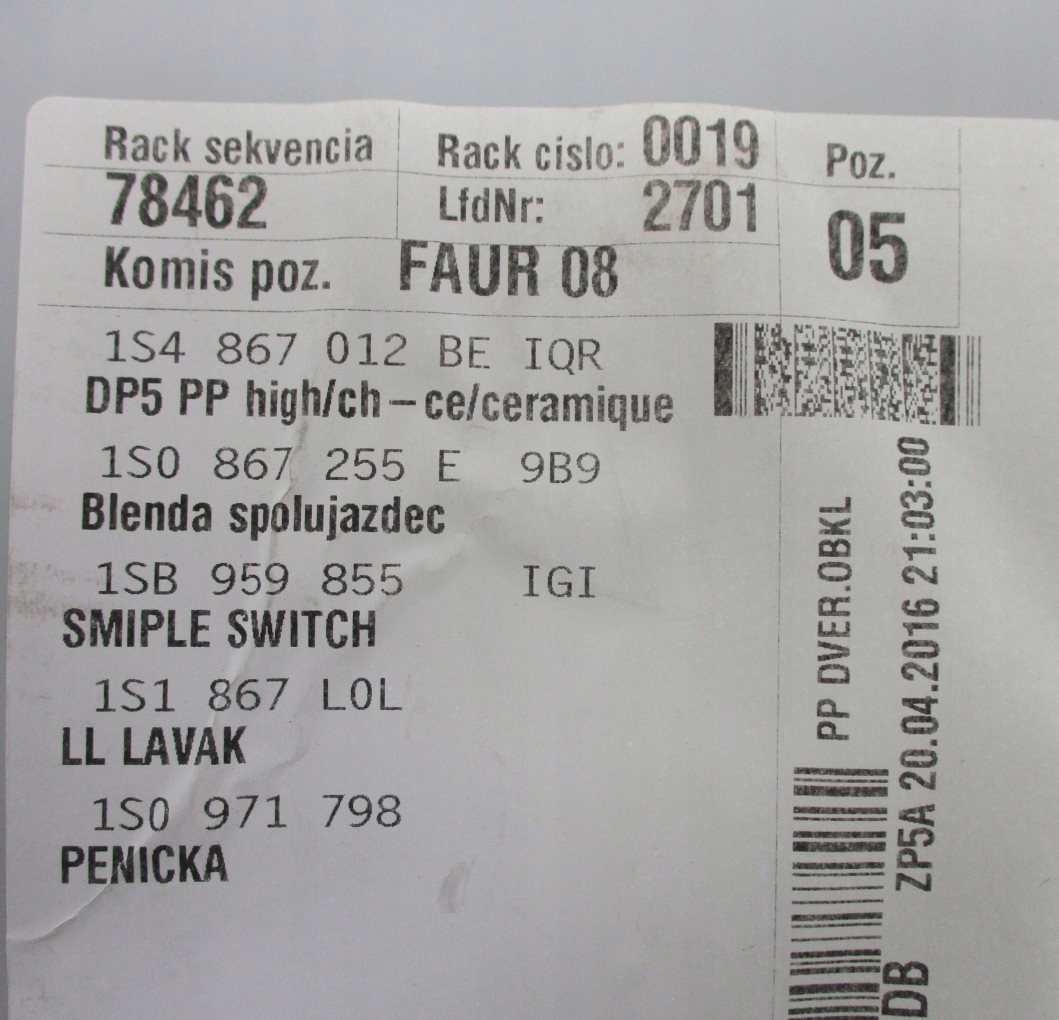 Rack sekvencia
78462
Rack cislo: 0019
LfdNr: 2701
Poz.
05
Komis poz. FAUR 08
1S4 867 012 BE IQR
DP5 PP high/ch-ce/ceramique
1S0 867 255 E 9B9
Blenda spolujazdec
1SB 959 855 IGI
SMIPLE SWITCH
1S1 867 L0L
LL LAVAK
1S0 971 798
PENICKA
PP DVER.OBKL
ZP5A 20.04.2016 21:03:00
DB